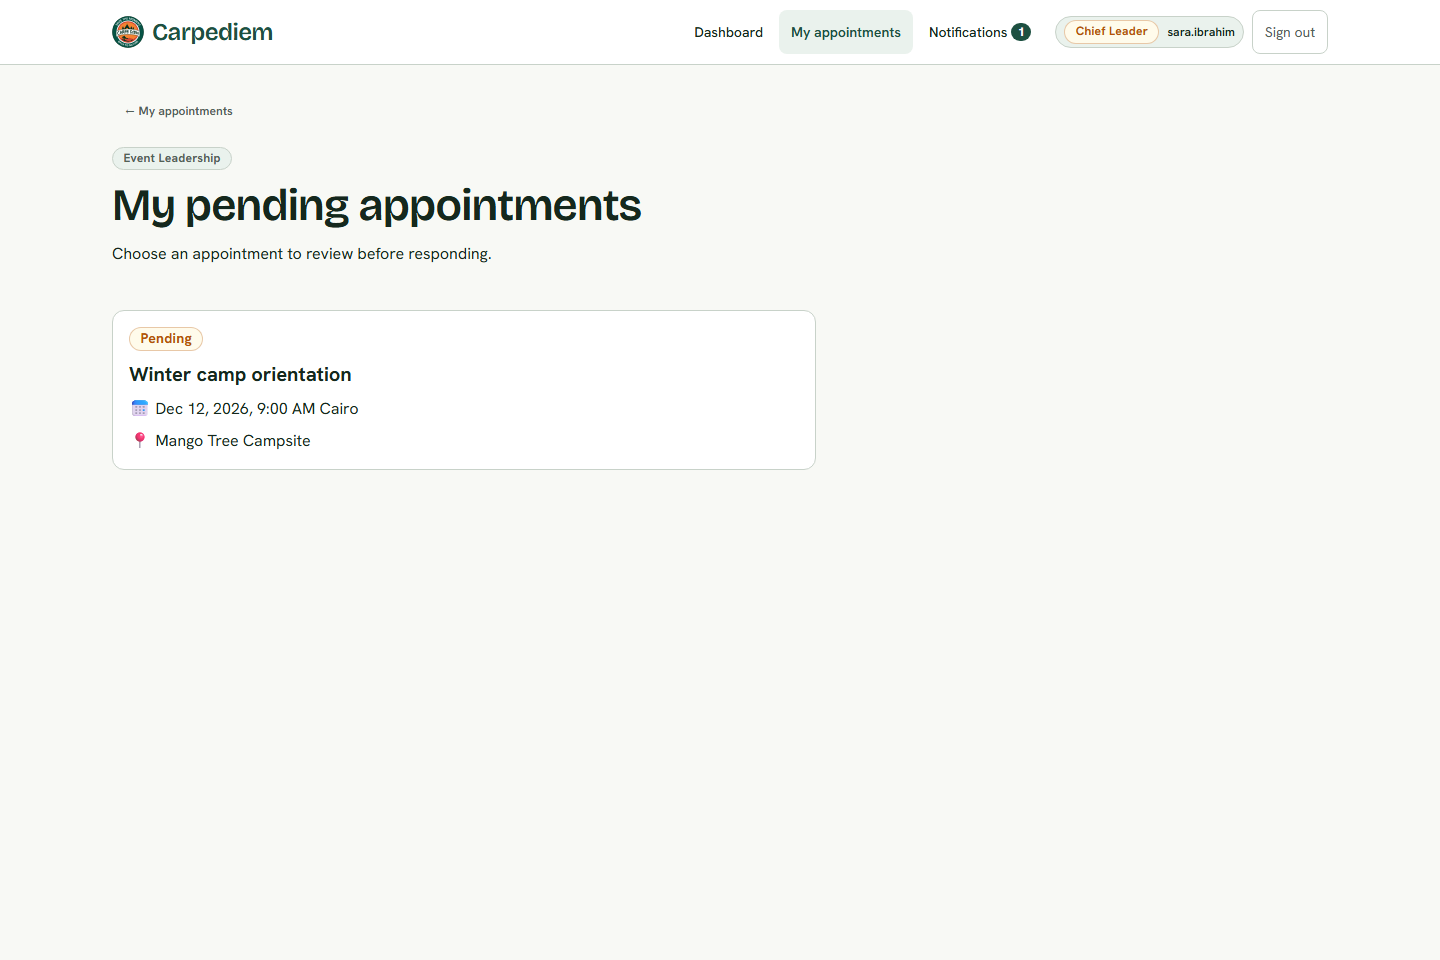 Carpediem
Dashboard
My appointments
Notifications 1
Chief Leader
sara.ibrahim
Sign out
← My appointments
Event Leadership
My pending appointments
Choose an appointment to review before responding.
Pending
Winter camp orientation
Dec 12, 2026, 9:00 AM Cairo
Mango Tree Campsite